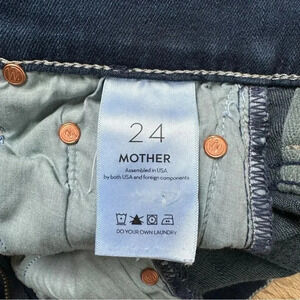 24
MOTHER
Assembled in USA
by both USA and foreign components
DO YOUR OWN LAUNDRY